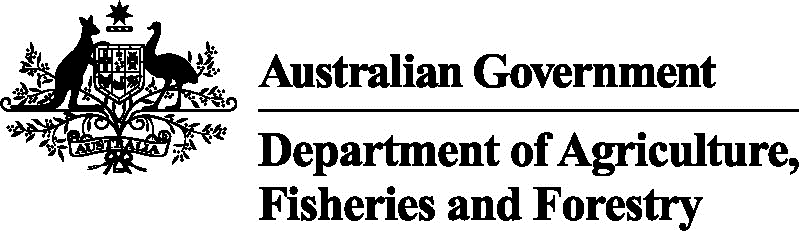 AUSTRALIA
Australian Government
Department of Agriculture,
Fisheries and Forestry